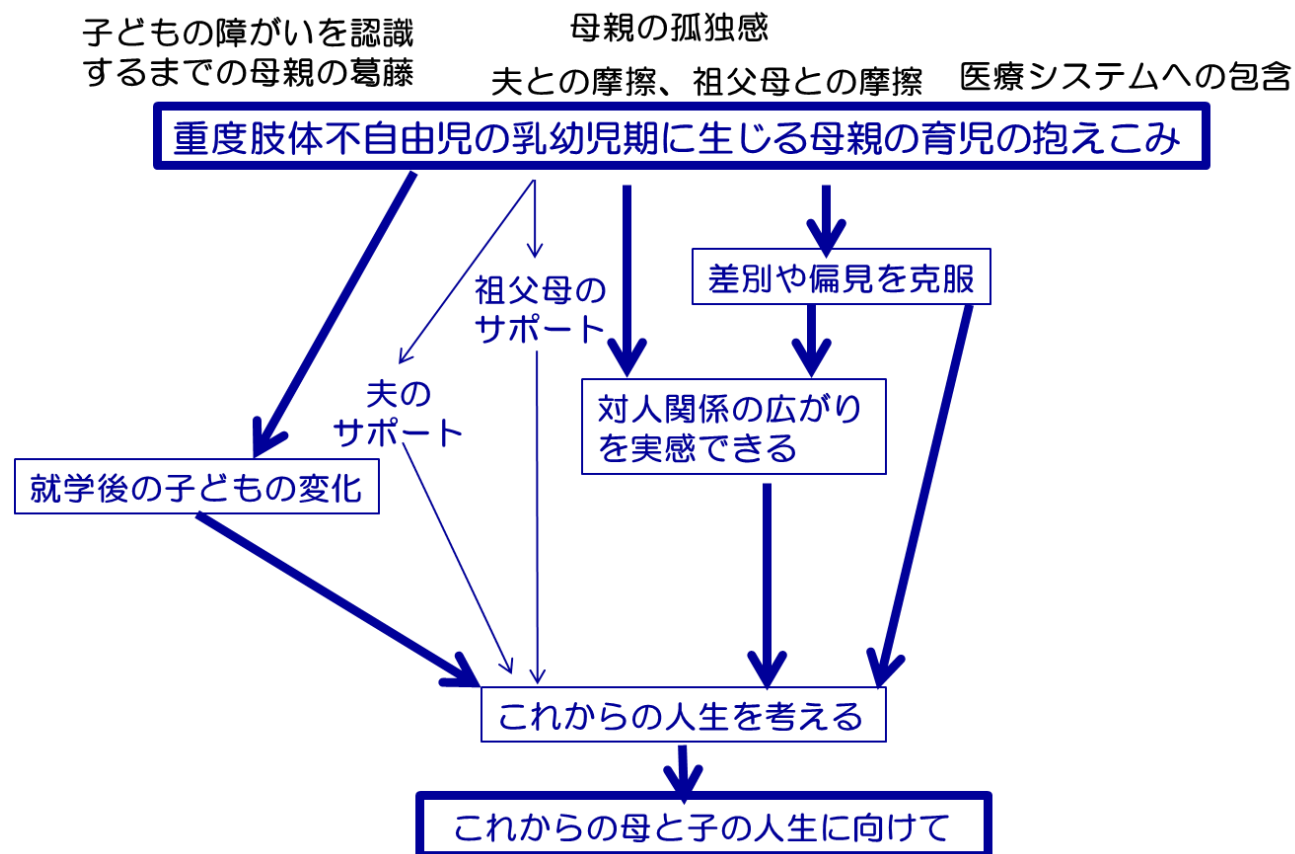 子どもの障がいを認識
するまでの母親の葛藤
母親の孤独感
夫との摩擦、祖父母との摩擦
医療システムへの包含
重度肢体不自由児の乳幼児期に生じる母親の育児の抱えこみ
差別や偏見を克服
祖父母の
サポート
夫の
サポート
対人関係の広がり
を実感できる
就学後の子どもの変化
これからの人生を考える
これからの母と子の人生に向けて